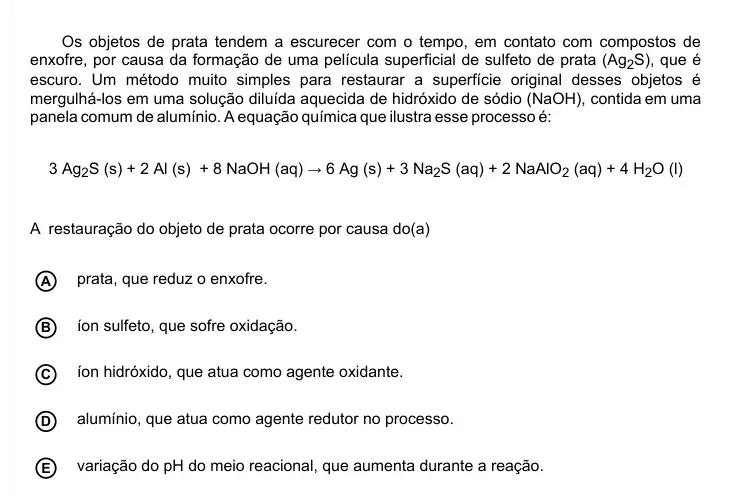 Os objetos de prata tendem a escurecer com o tempo, em contato com compostos de
enxofre, por causa da formação de uma película superficial de sulfeto de prata (Ag₂S), que é
escuro. Um método muito simples para restaurar a superfície original desses objetos é
mergulhá-los em uma solução diluída aquecida de hidróxido de sódio (NaOH), contida em uma
panela comum de alumínio. A equação química que ilustra esse processo é:
3 Ag₂S (s) + 2 Al (s) + 8 NaOH (aq) → 6 Ag (s) + 3 Na₂S (aq) + 2 NaAlO₂ (aq) + 4 H₂O (l)
A restauração do objeto de prata ocorre por causa do(a)
A prata, que reduz o enxofre.
B íon sulfeto, que sofre oxidação.
C íon hidróxido, que atua como agente oxidante.
D alumínio, que atua como agente redutor no processo.
E variação do pH do meio reacional, que aumenta durante a reação.